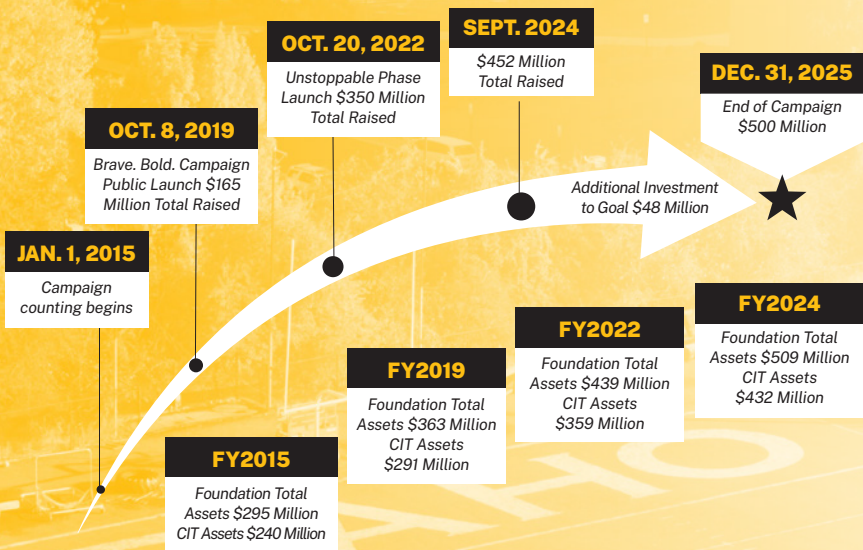 JAN. 1, 2015
Campaign
counting begins
OCT. 8, 2019
Brave. Bold. Campaign
Public Launch $165
Million Total Raised
OCT. 20, 2022
Unstoppable Phase
Launch $350 Million
Total Raised
SEPT. 2024
$452 Million
Total Raised
DEC. 31, 2025
End of Campaign
$500 Million
Additional Investment
to Goal $48 Million
FY2015
Foundation Total
Assets $295 Million
CIT Assets $240 Million
FY2019
Foundation Total
Assets $363 Million
CIT Assets
$291 Million
FY2022
Foundation Total
Assets $439 Million
CIT Assets
$359 Million
FY2024
Foundation Total
Assets $509 Million
CIT Assets
$432 Million
AHO